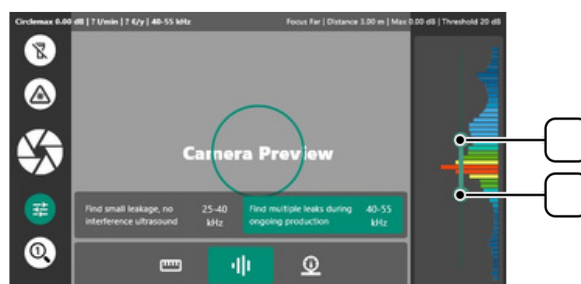 Circlemax 0.00 dB | ? l/min | ? €/y | 40-55 kHz
Focus Far | Distance 3.00 m | Max 0.00 dB | Threshold 20 dB
Camera Preview
Find small leakage, no interference ultrasound
25-40 kHz
Find multiple leaks during ongoing production
40-55 kHz
1